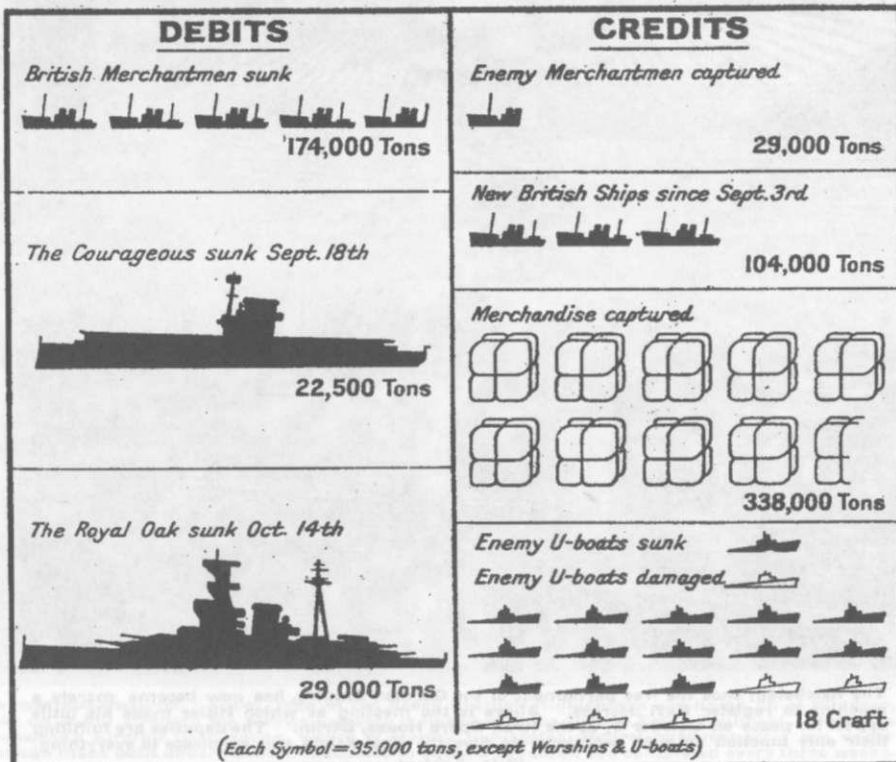 DEBITS
British Merchantmen sunk
174,000 Tons
The Courageous sunk Sept. 18th
22,500 Tons
The Royal Oak sunk Oct. 14th
29.000 Tons
CREDITS
Enemy Merchantmen captured
29,000 Tons
New British Ships since Sept. 3rd
104,000 Tons
Merchandise captured
338,000 Tons
Enemy U-boats sunk
Enemy U-boats damaged
18 Craft
(Each Symbol=35.000 tons, except Warships & U-boats)